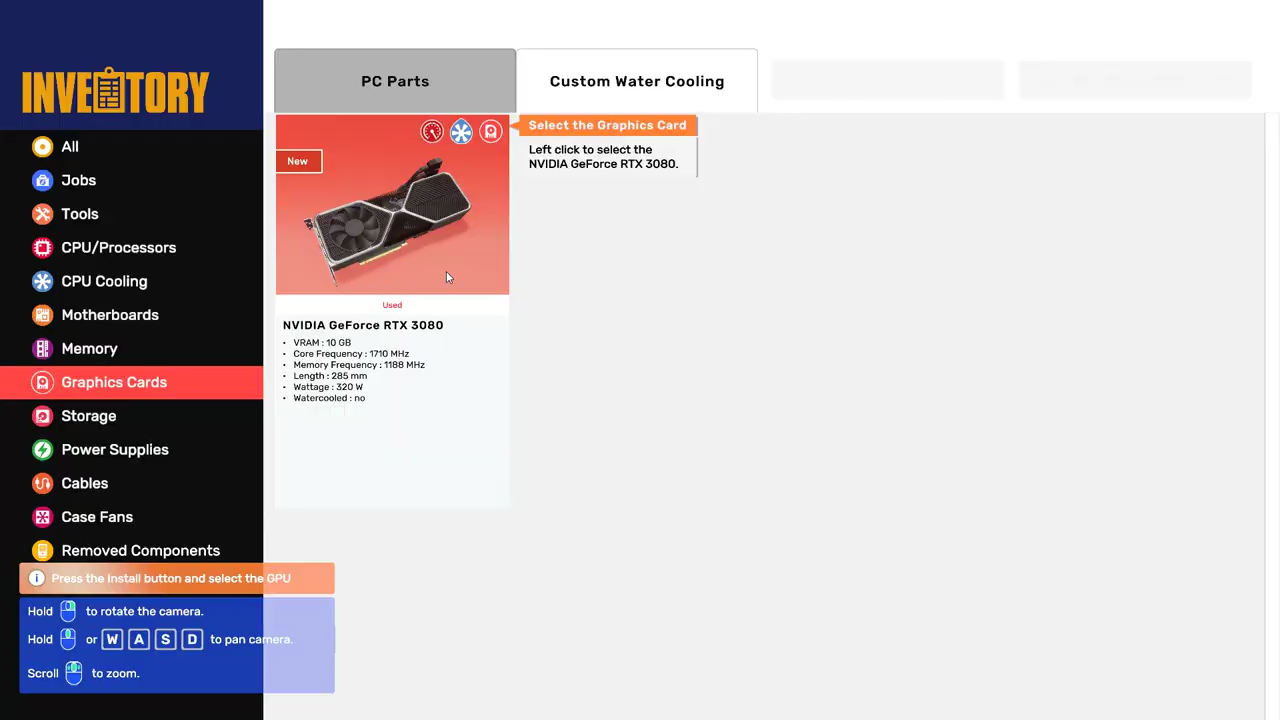 INVENTORY
All
Jobs
Tools
CPU/Processors
CPU Cooling
Motherboards
Memory
Graphics Cards
Storage
Power Supplies
Cables
Case Fans
Removed Components
Press the Install button and select the GPU
Hold to rotate the camera.
Hold or W A S D to pan camera.
Scroll to zoom.
PC Parts
Custom Water Cooling
New
Used
NVIDIA GeForce RTX 3080
• VRAM : 10 GB
• Core Frequency : 1710 MHz
• Memory Frequency : 1188 MHz
• Length : 285 mm
• Wattage : 320 W
• Watercooled : no
Select the Graphics Card
Left click to select the
NVIDIA GeForce RTX 3080.